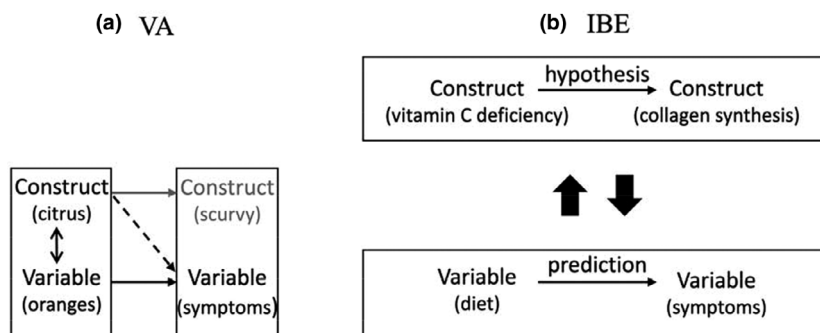 (a) VA
Construct
(citrus)
Construct
(scurvy)
Variable
(oranges)
Variable
(symptoms)
(b) IBE
hypothesis
Construct
(vitamin C deficiency)
Construct
(collagen synthesis)
prediction
Variable
(diet)
Variable
(symptoms)